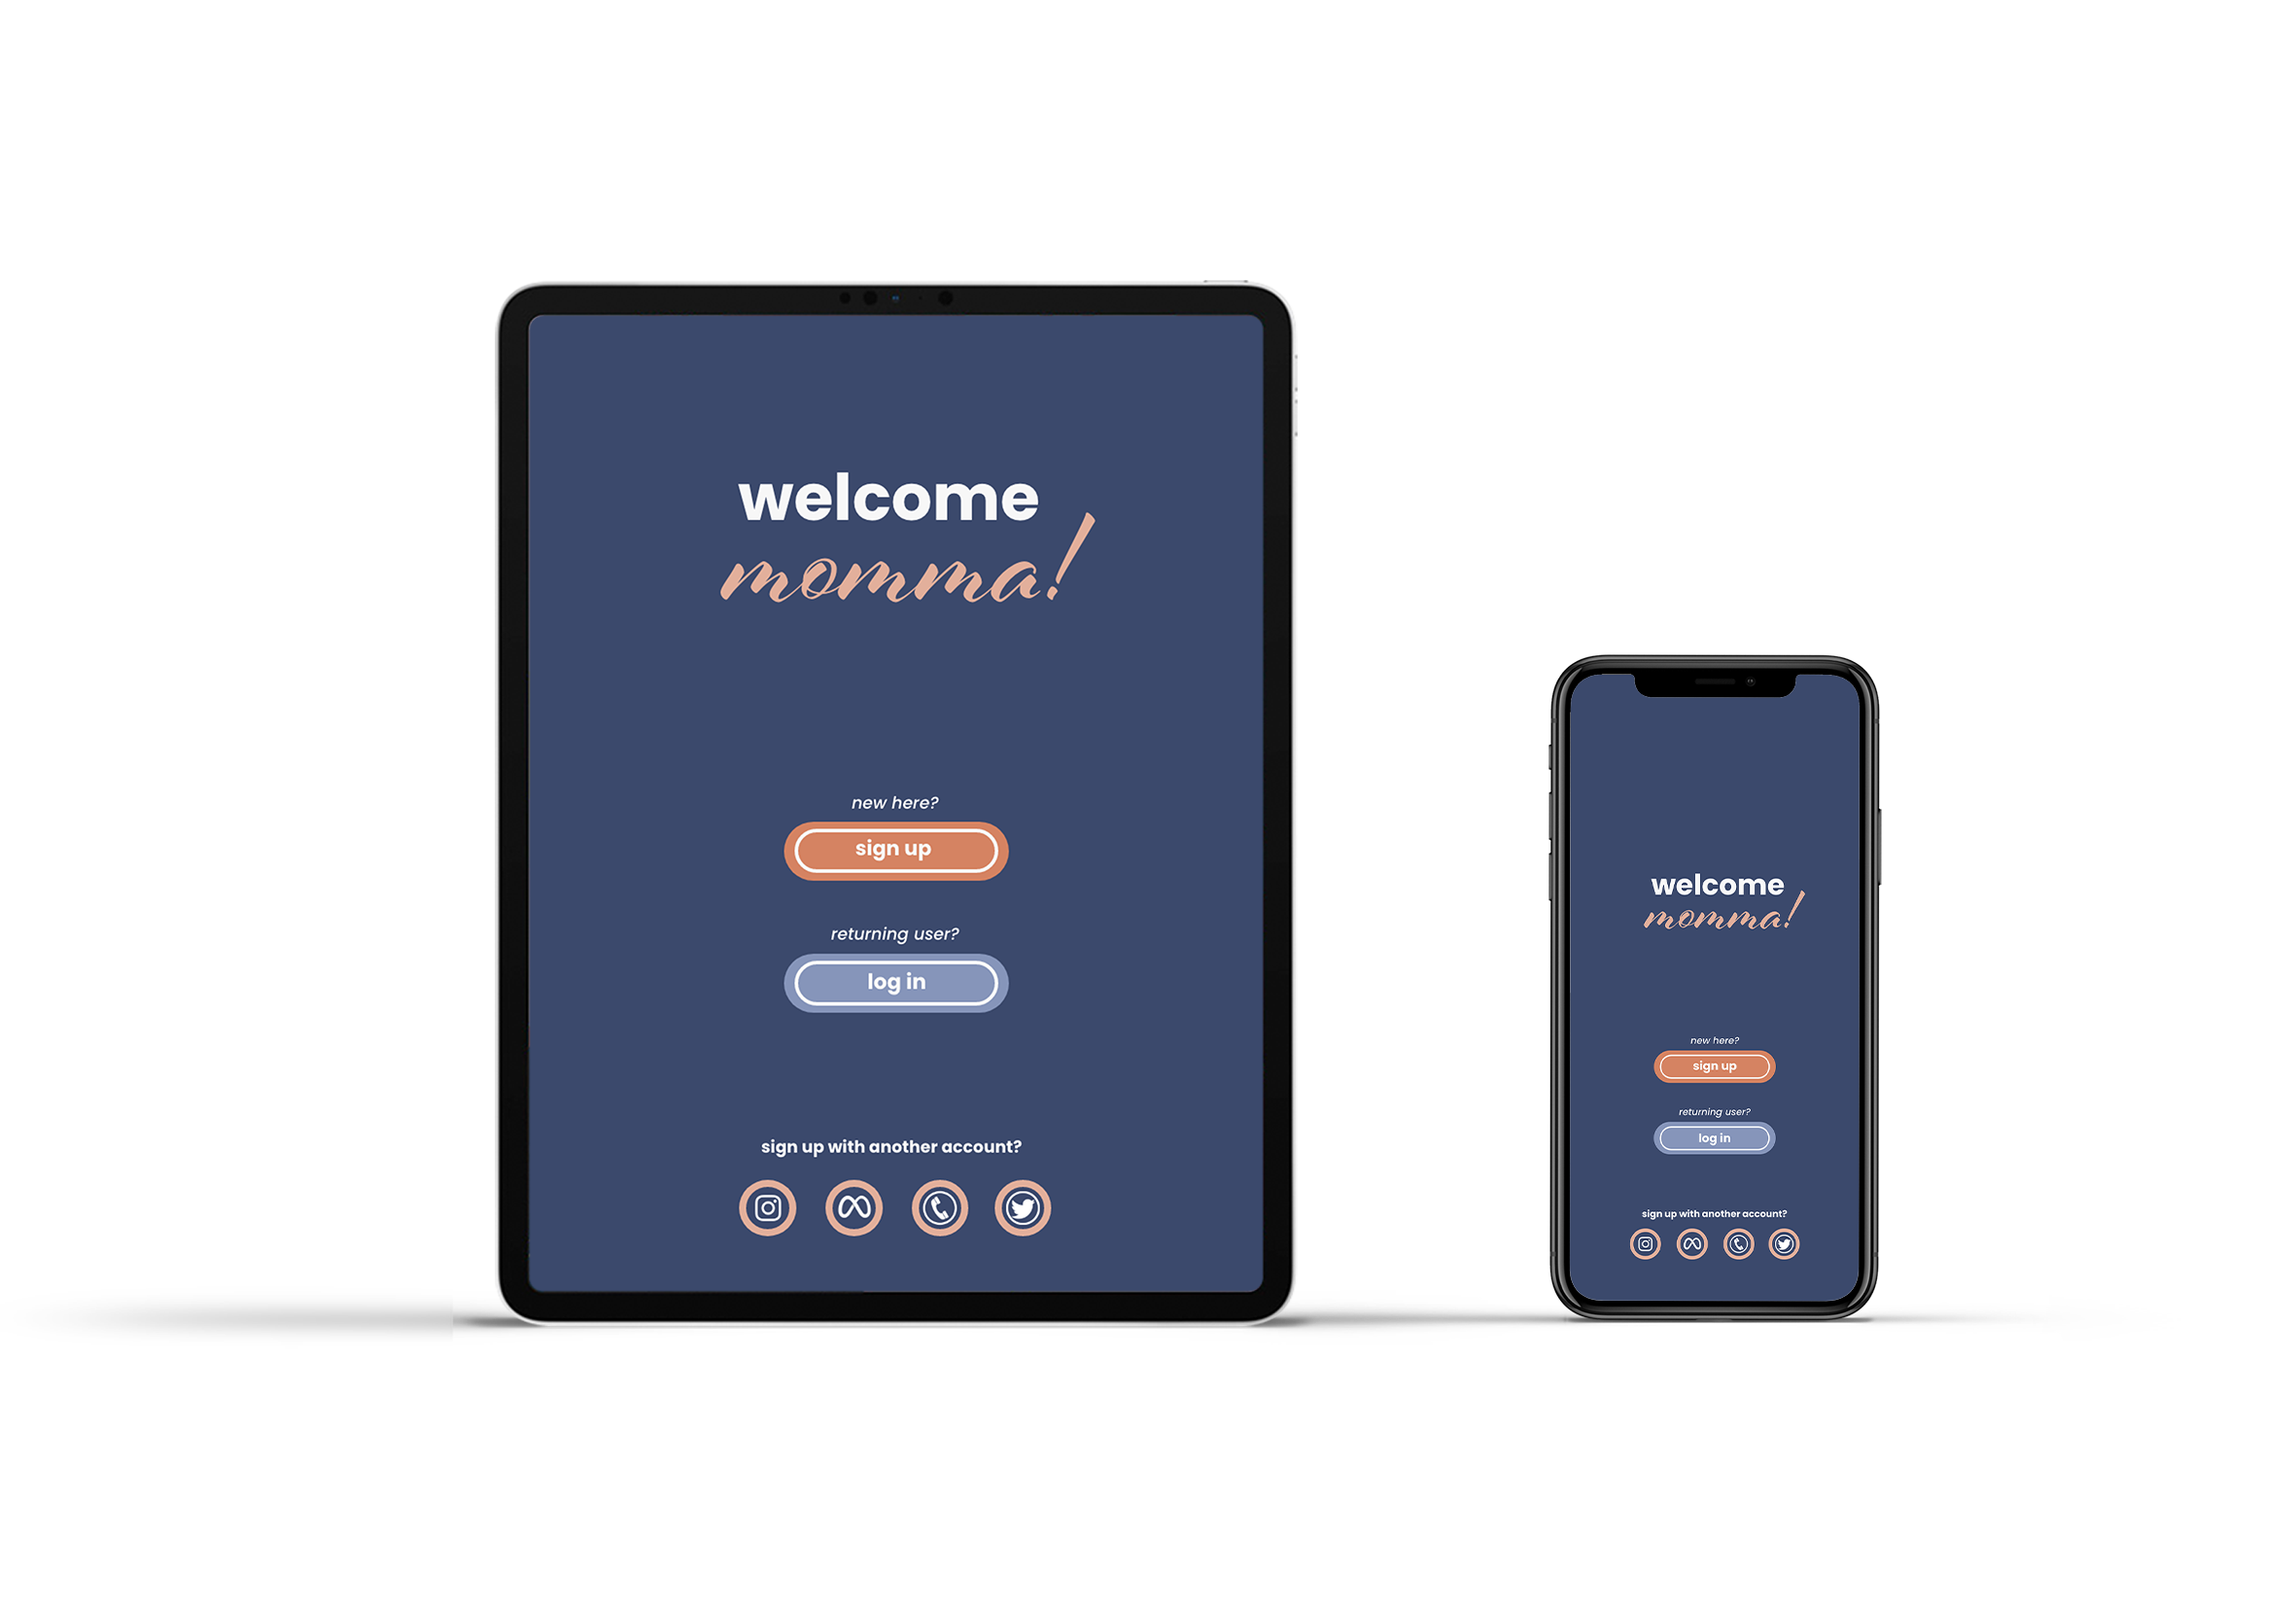 welcome
momma!
new here?
sign up
returning user?
log in
sign up with another account?
welcome
momma!
new here?
sign up
returning user?
log in
sign up with another account?